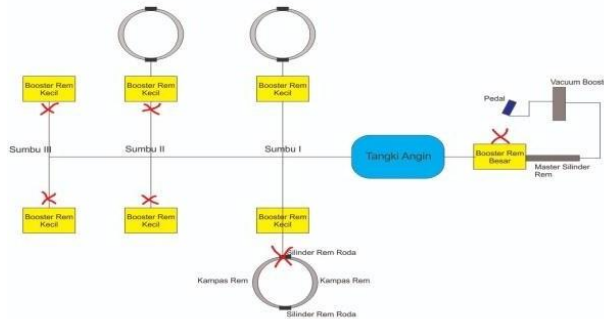 Vacuum Boost
Pedal
Booster Rem
Kecil
Booster Rem
Kecil
Booster Rem
Kecil
Sumbu III
Sumbu II
Sumbu I
Tangki Angin
Booster Rem
Besar
Master Silinder
Rem
Booster Rem
Kecil
Booster Rem
Kecil
Booster Rem
Kecil
Silinder Rem Roda
Kampas Rem
Kampas Rem
Silinder Rem Roda